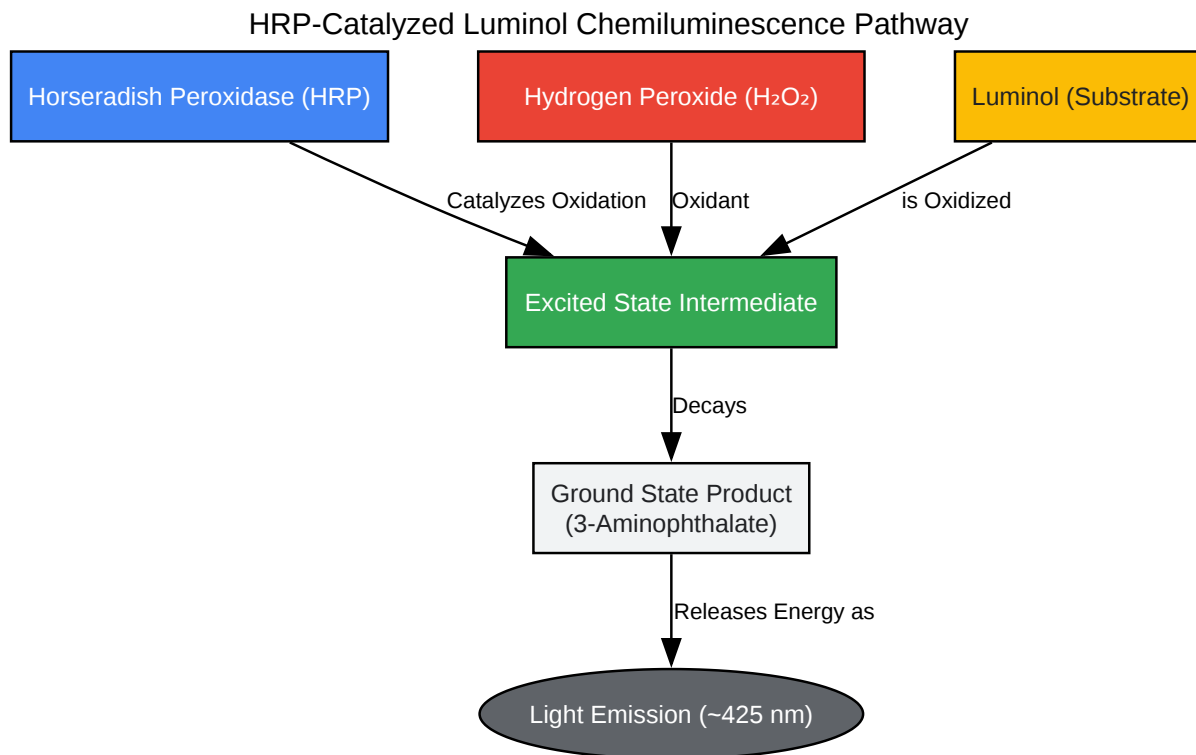 HRP-Catalyzed Luminol Chemiluminescence Pathway
Horseradish Peroxidase (HRP)
Hydrogen Peroxide (H₂O₂)
Luminol (Substrate)
Catalyzes Oxidation
Oxidant
is Oxidized
Excited State Intermediate
Decays
Ground State Product
(3-Aminophthalate)
Releases Energy as
Light Emission (~425 nm)